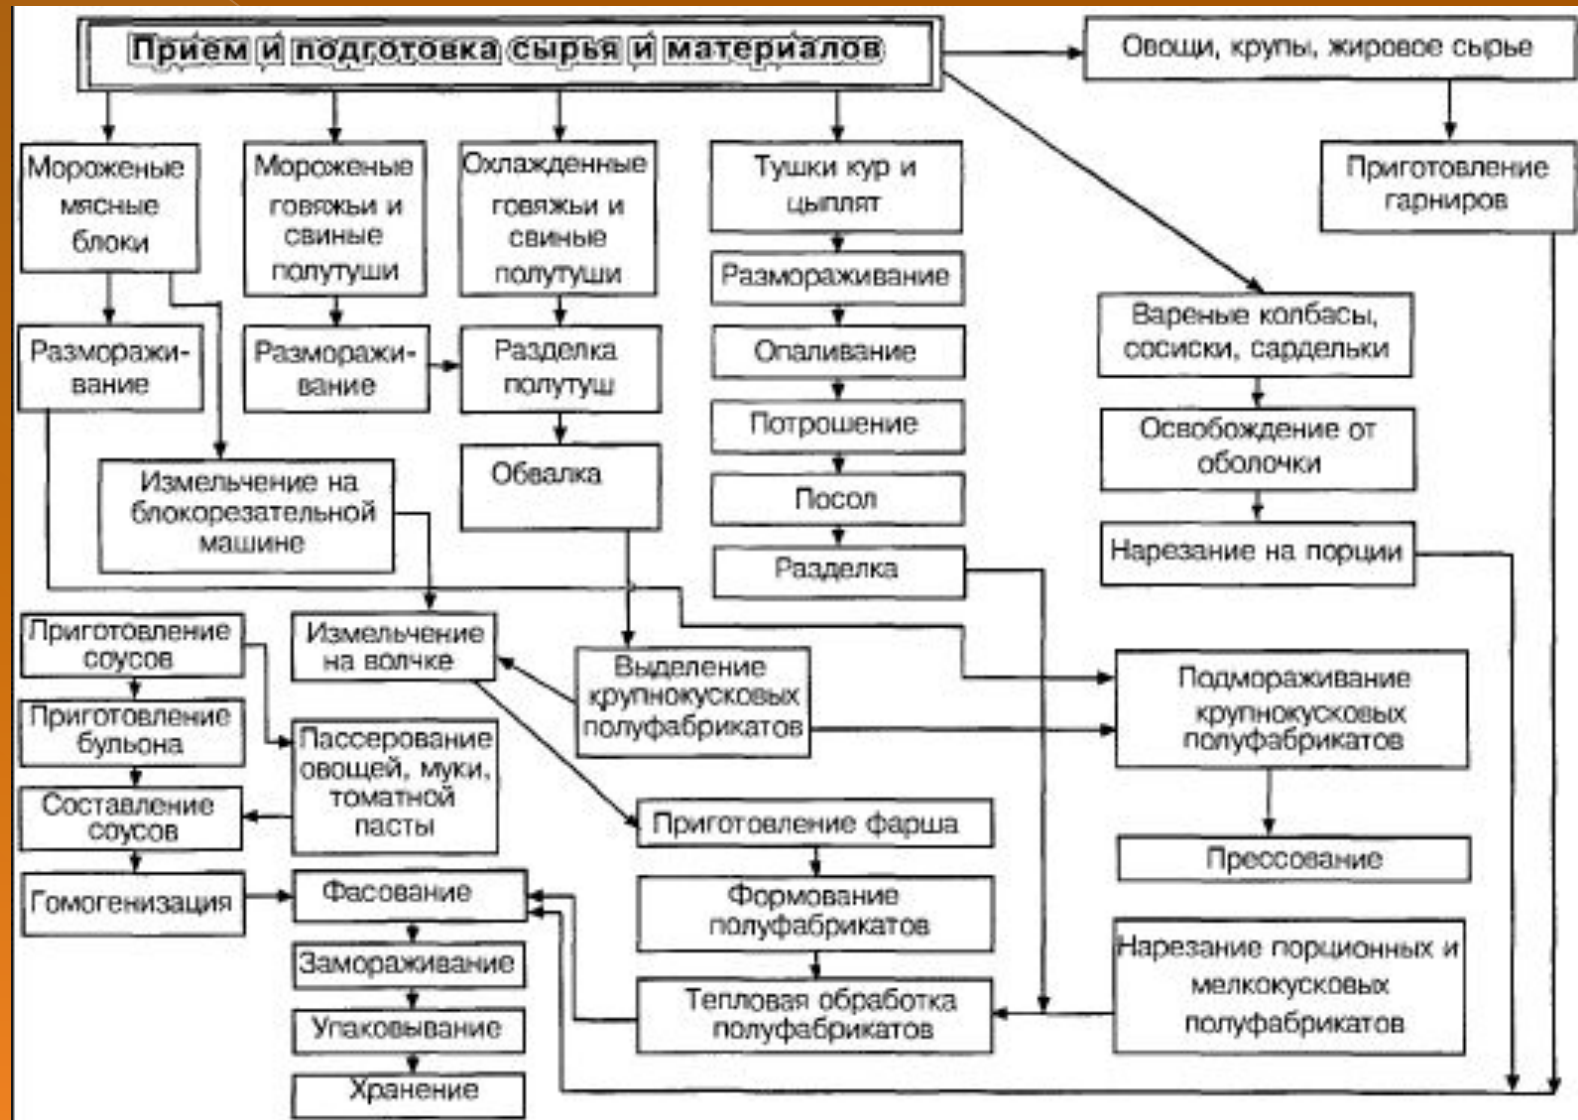 Прием и подготовка сырья и материалов
Овощи, крупы, жировое сырье
Мороженые
мясные
блоки
Мороженые
говяжьи и
свиные
полутуши
Охлажденные
говяжьи и
свиные
полутуши
Тушки кур и
цыплят
Приготовление
гарниров
Размораживание
Вареные колбасы,
сосиски, сардельки
Разморажи-
вание
Разморажи-
вание
Разделка
полутуш
Опаливание
Потрошение
Освобождение от
оболочки
Измельчение на
блокорезательной
машине
Обвалка
Посол
Нарезание на порции
Разделка
Приготовление
соусов
Измельчение
на волчке
Выделение
крупнокусковых
полуфабрикатов
Подмораживание
крупнокусковых
полуфабрикатов
Приготовление
бульона
Пассерование
овощей, муки,
томатной
пасты
Составление
соусов
Приготовление фарша
Прессование
Гомогенизация
Фасование
Формование
полуфабрикатов
Нарезание порционных и
мелкокусковых
полуфабрикатов
Замораживание
Тепловая обработка
полуфабрикатов
Упаковывание
Хранение